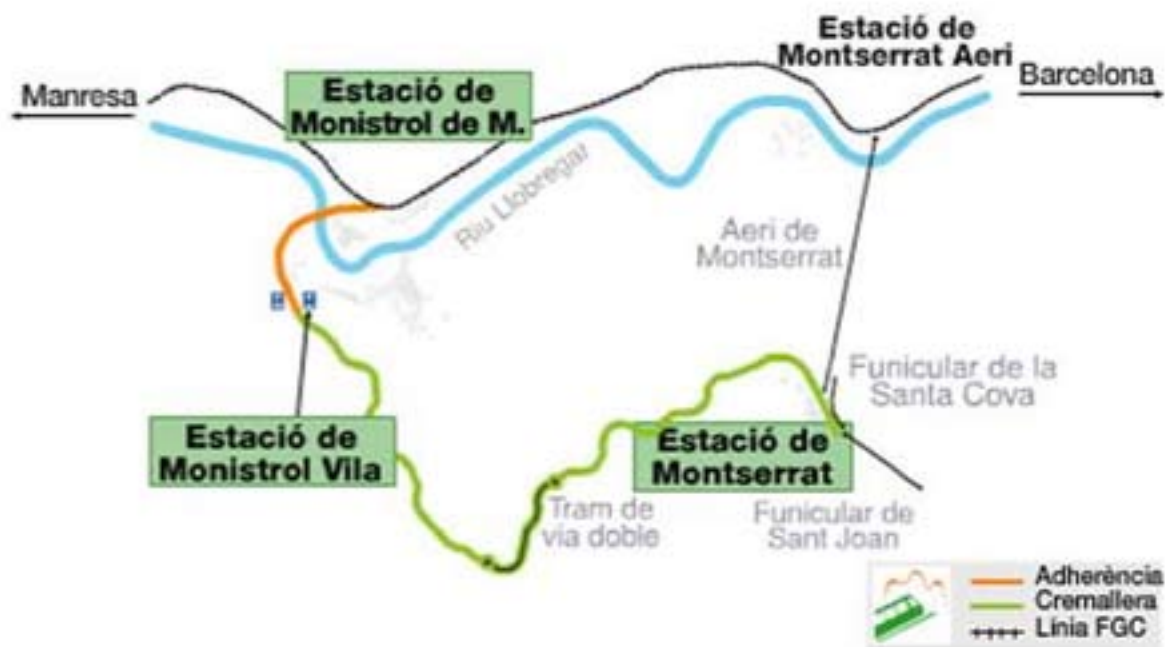 Estació de
Montserrat Aeri
Manresa
Barcelona
Estació de
Monistrol de M.
Riu Llobregat
Aeri de
Montserrat
Funicular de la
Santa Cova
Estació de
Monistrol Vila
Estació de
Montserrat
Tram de
via doble
Funicular de
Sant Joan
Adherència
Cremallera
Línia FGC